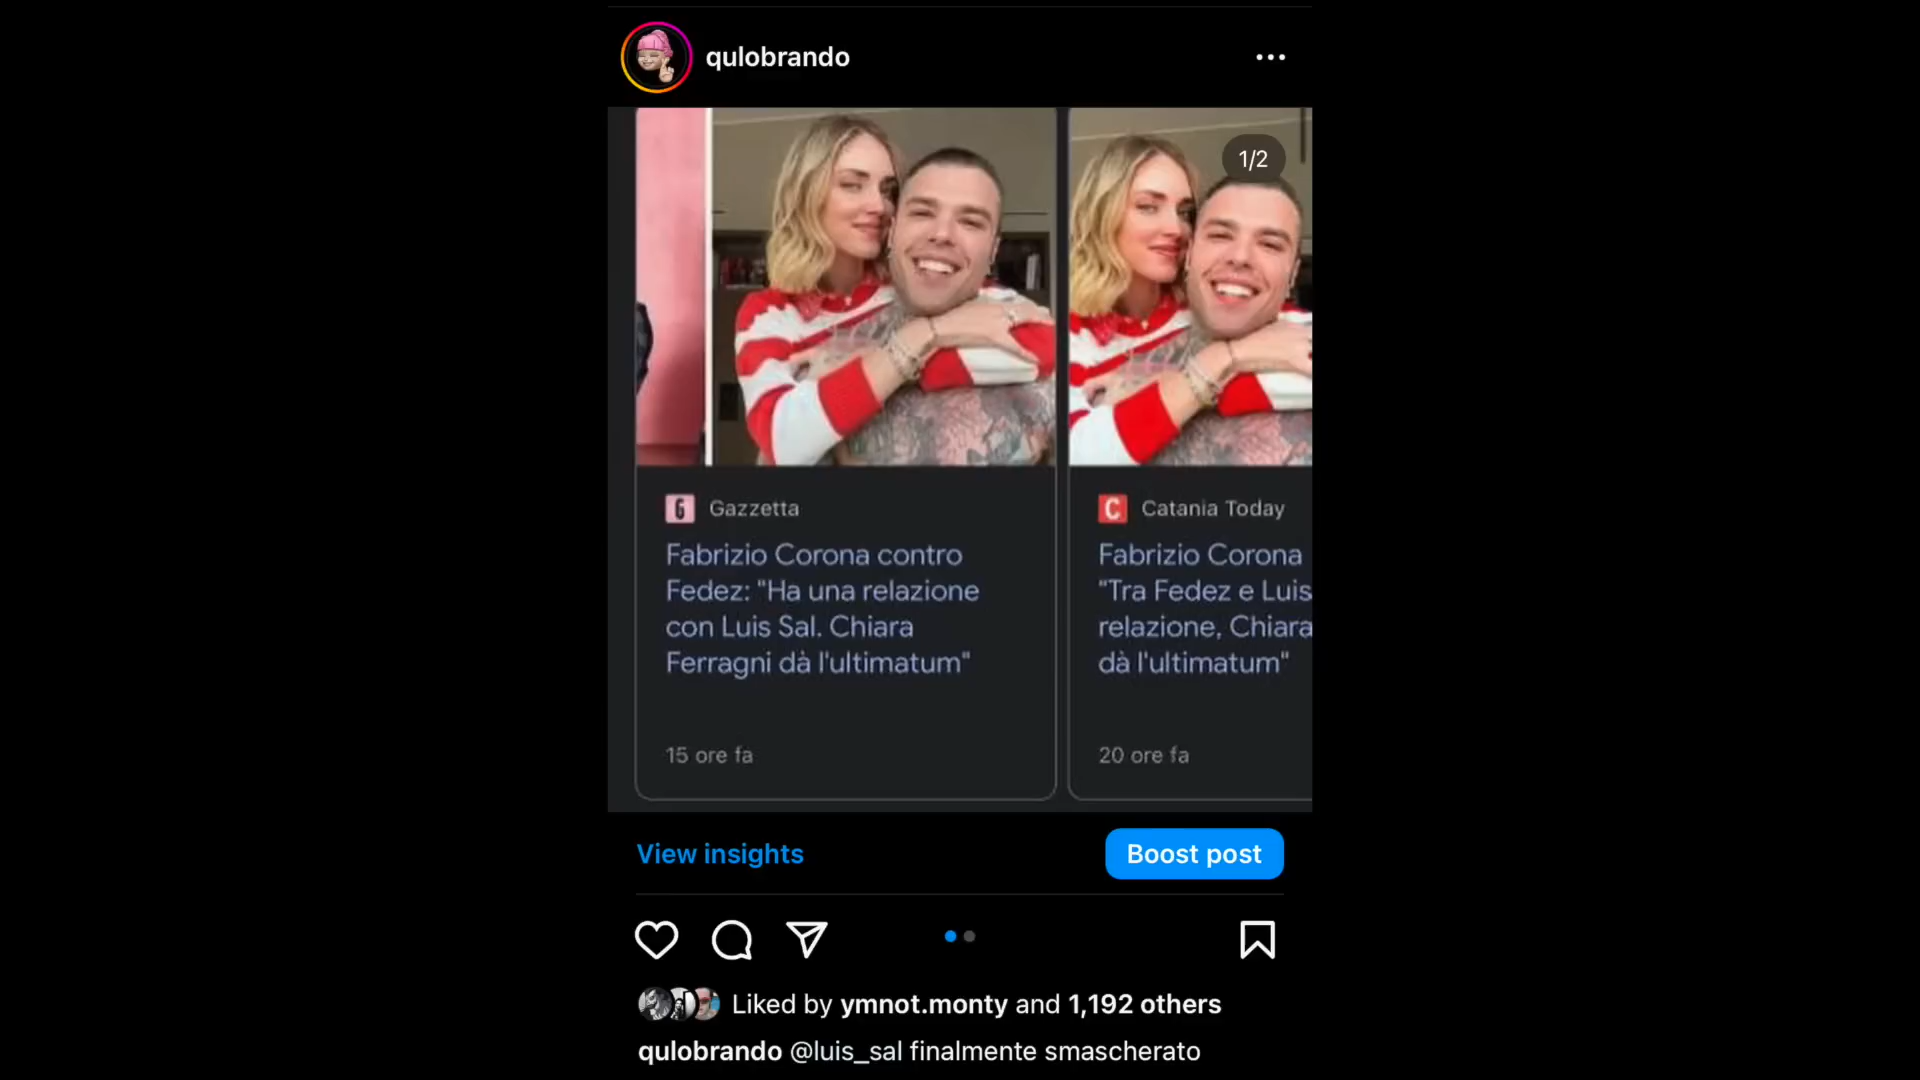 qulobrando
1/2
G Gazzetta
Fabrizio Corona contro
Fedez: "Ha una relazione
con Luis Sal. Chiara
Ferragni dà l'ultimatum"
15 ore fa
C Catania Today
Fabrizio Corona
"Tra Fedez e Luis
relazione, Chiara
dà l'ultimatum"
20 ore fa
View insights
Boost post
Liked by ymnot.monty and 1,192 others
qulobrando @luis_sal finalmente smascherato